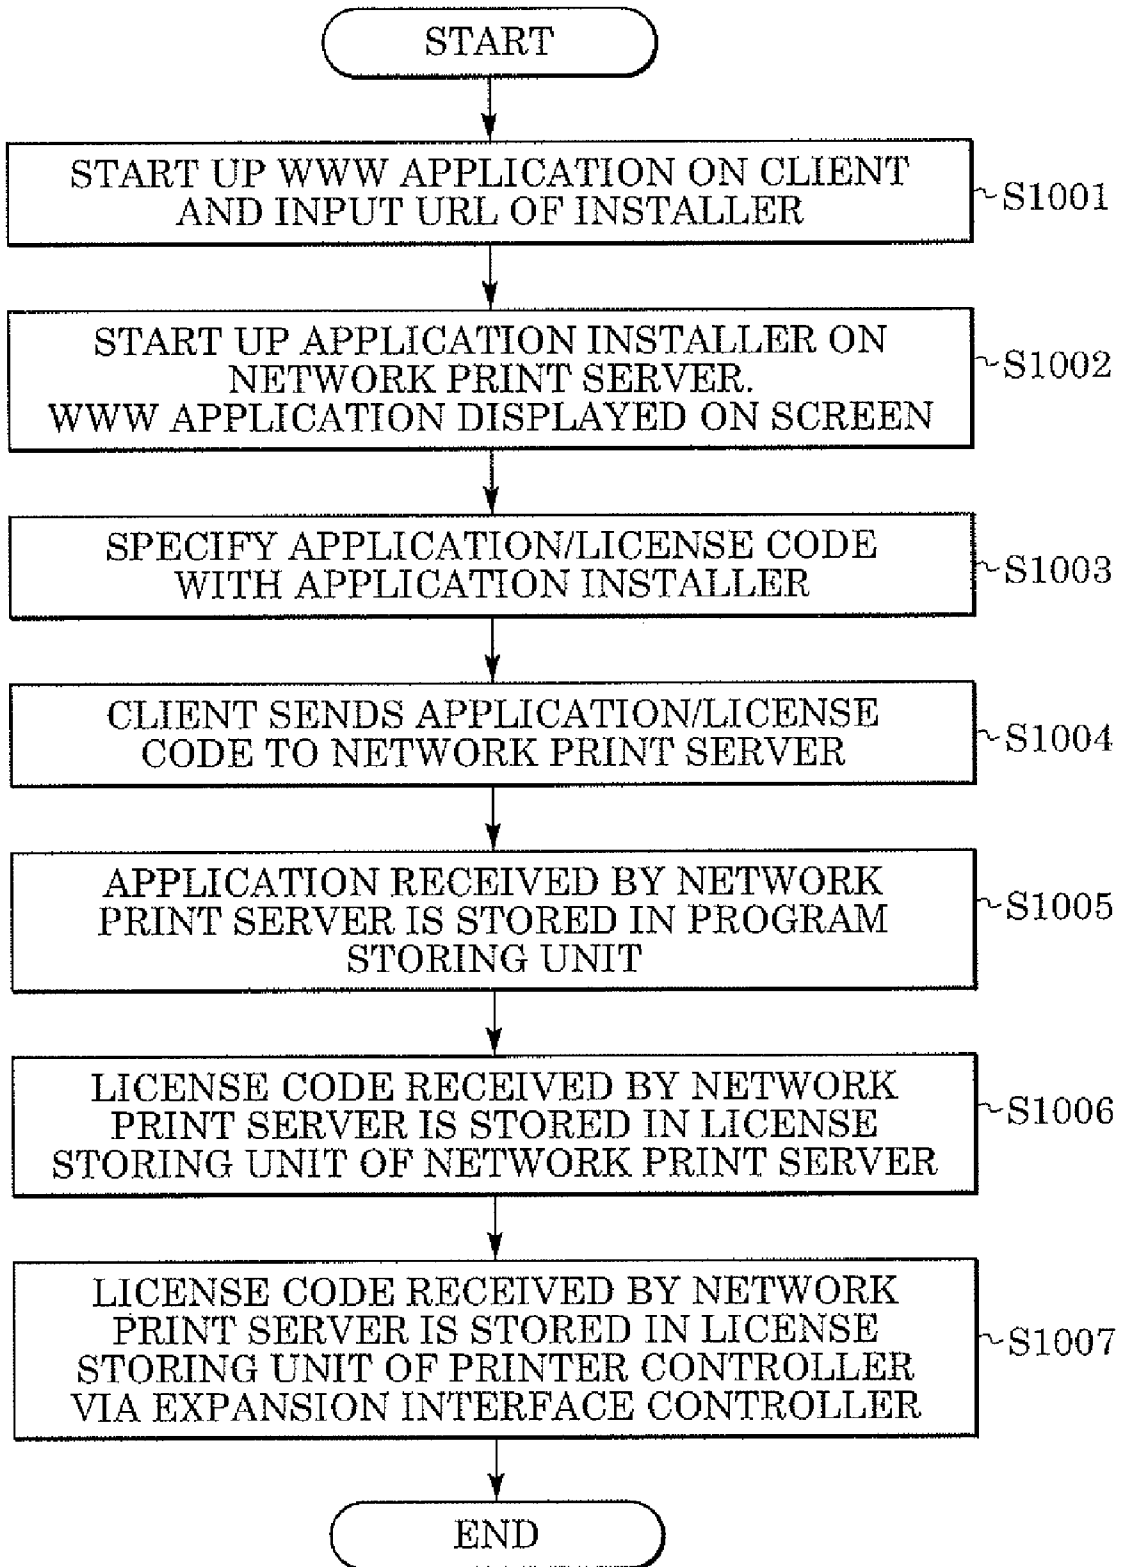 START
START UP WWW APPLICATION ON CLIENT
AND INPUT URL OF INSTALLER
S1001
START UP APPLICATION INSTALLER ON
NETWORK PRINT SERVER.
WWW APPLICATION DISPLAYED ON SCREEN
S1002
SPECIFY APPLICATION/LICENSE CODE
WITH APPLICATION INSTALLER
S1003
CLIENT SENDS APPLICATION/LICENSE
CODE TO NETWORK PRINT SERVER
S1004
APPLICATION RECEIVED BY NETWORK
PRINT SERVER IS STORED IN PROGRAM
STORING UNIT
S1005
LICENSE CODE RECEIVED BY NETWORK
PRINT SERVER IS STORED IN LICENSE
STORING UNIT OF NETWORK PRINT SERVER
S1006
LICENSE CODE RECEIVED BY NETWORK
PRINT SERVER IS STORED IN LICENSE
STORING UNIT OF PRINTER CONTROLLER
VIA EXPANSION INTERFACE CONTROLLER
S1007
END